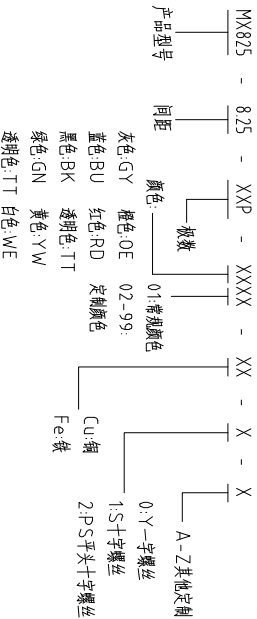 MX825 - 8.25 - XXP - XXXX - XX - X - X
产品型号
间距
极数
颜色:
灰色:GY 橙色:OE
蓝色:BU 红色:RD
黑色:BK 透明色:TT
绿色:GN 黄色:YW
透明色:TT 白色:WE
01:常规颜色
02-99:
定制颜色
Cu:铜
Fe:铁
0:Y一字螺丝
1:S十字螺丝
2:PS平头十字螺丝
A-Z其他定制